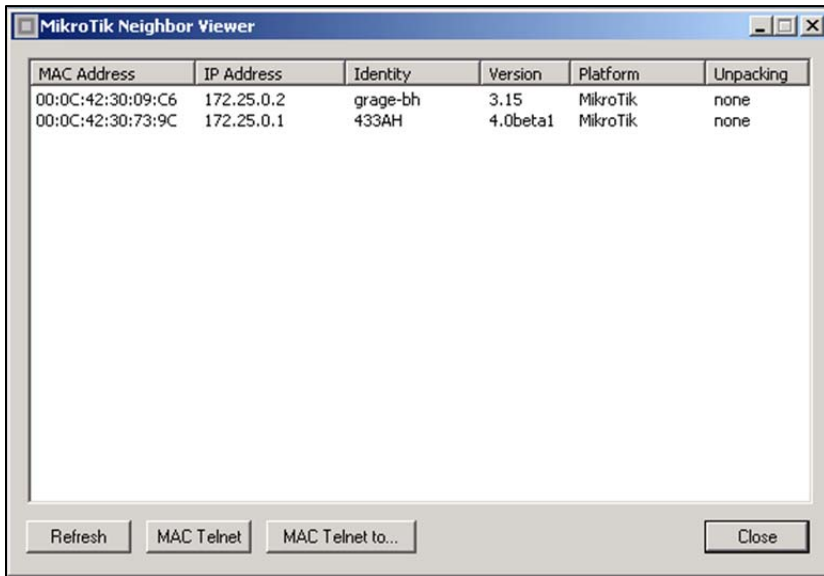 MikroTik Neighbor Viewer
MAC Address IP Address Identity Version Platform Unpacking
00:0C:42:30:09:C6 172.25.0.2 grage-bh 3.15 MikroTik none
00:0C:42:30:73:9C 172.25.0.1 433AH 4.0beta1 MikroTik none
Refresh MAC Telnet MAC Telnet to... Close